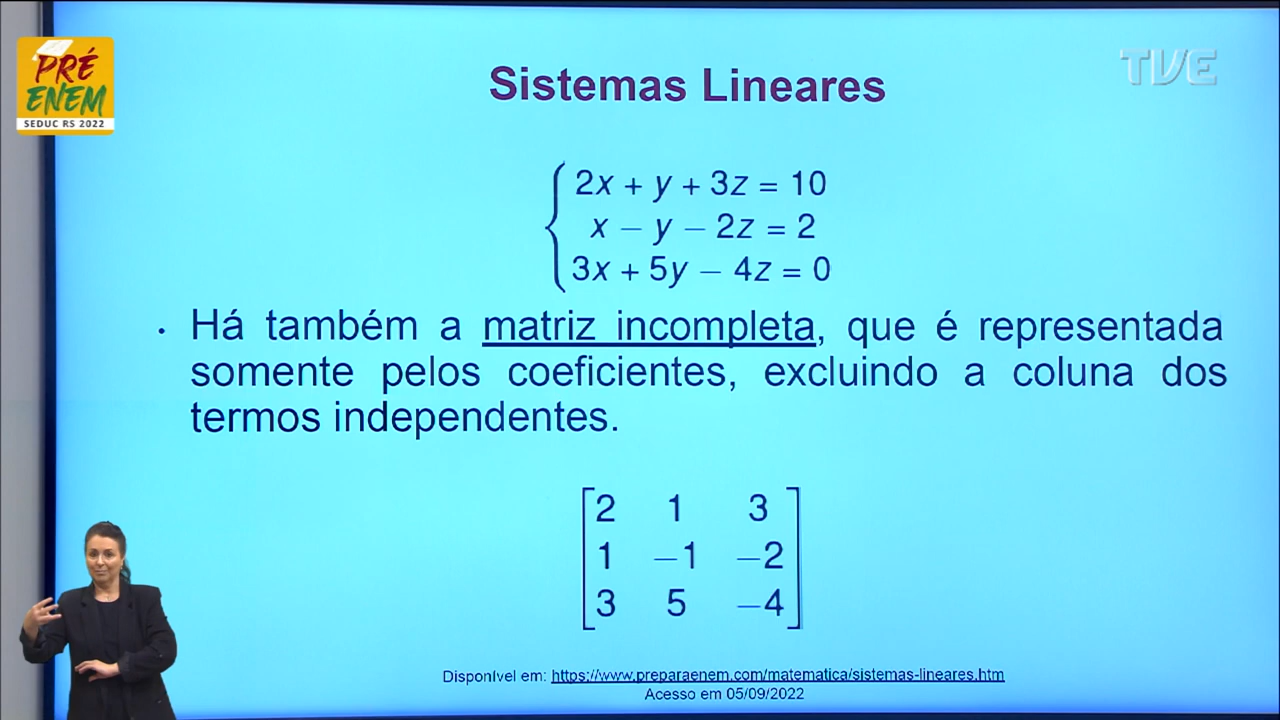 PRÉ
ENEM
SEDUC RS 2022
TVE
Sistemas Lineares
2x + y + 3z = 10
x − y − 2z = 2
3x + 5y − 4z = 0
• Há também a matriz incompleta, que é representada
somente pelos coeficientes, excluindo a coluna dos
termos independentes.
2 1 3
1 −1 −2
3 5 −4
Disponível em: https://www.preparaenem.com/matematica/sistemas-lineares.htm
Acesso em 05/09/2022